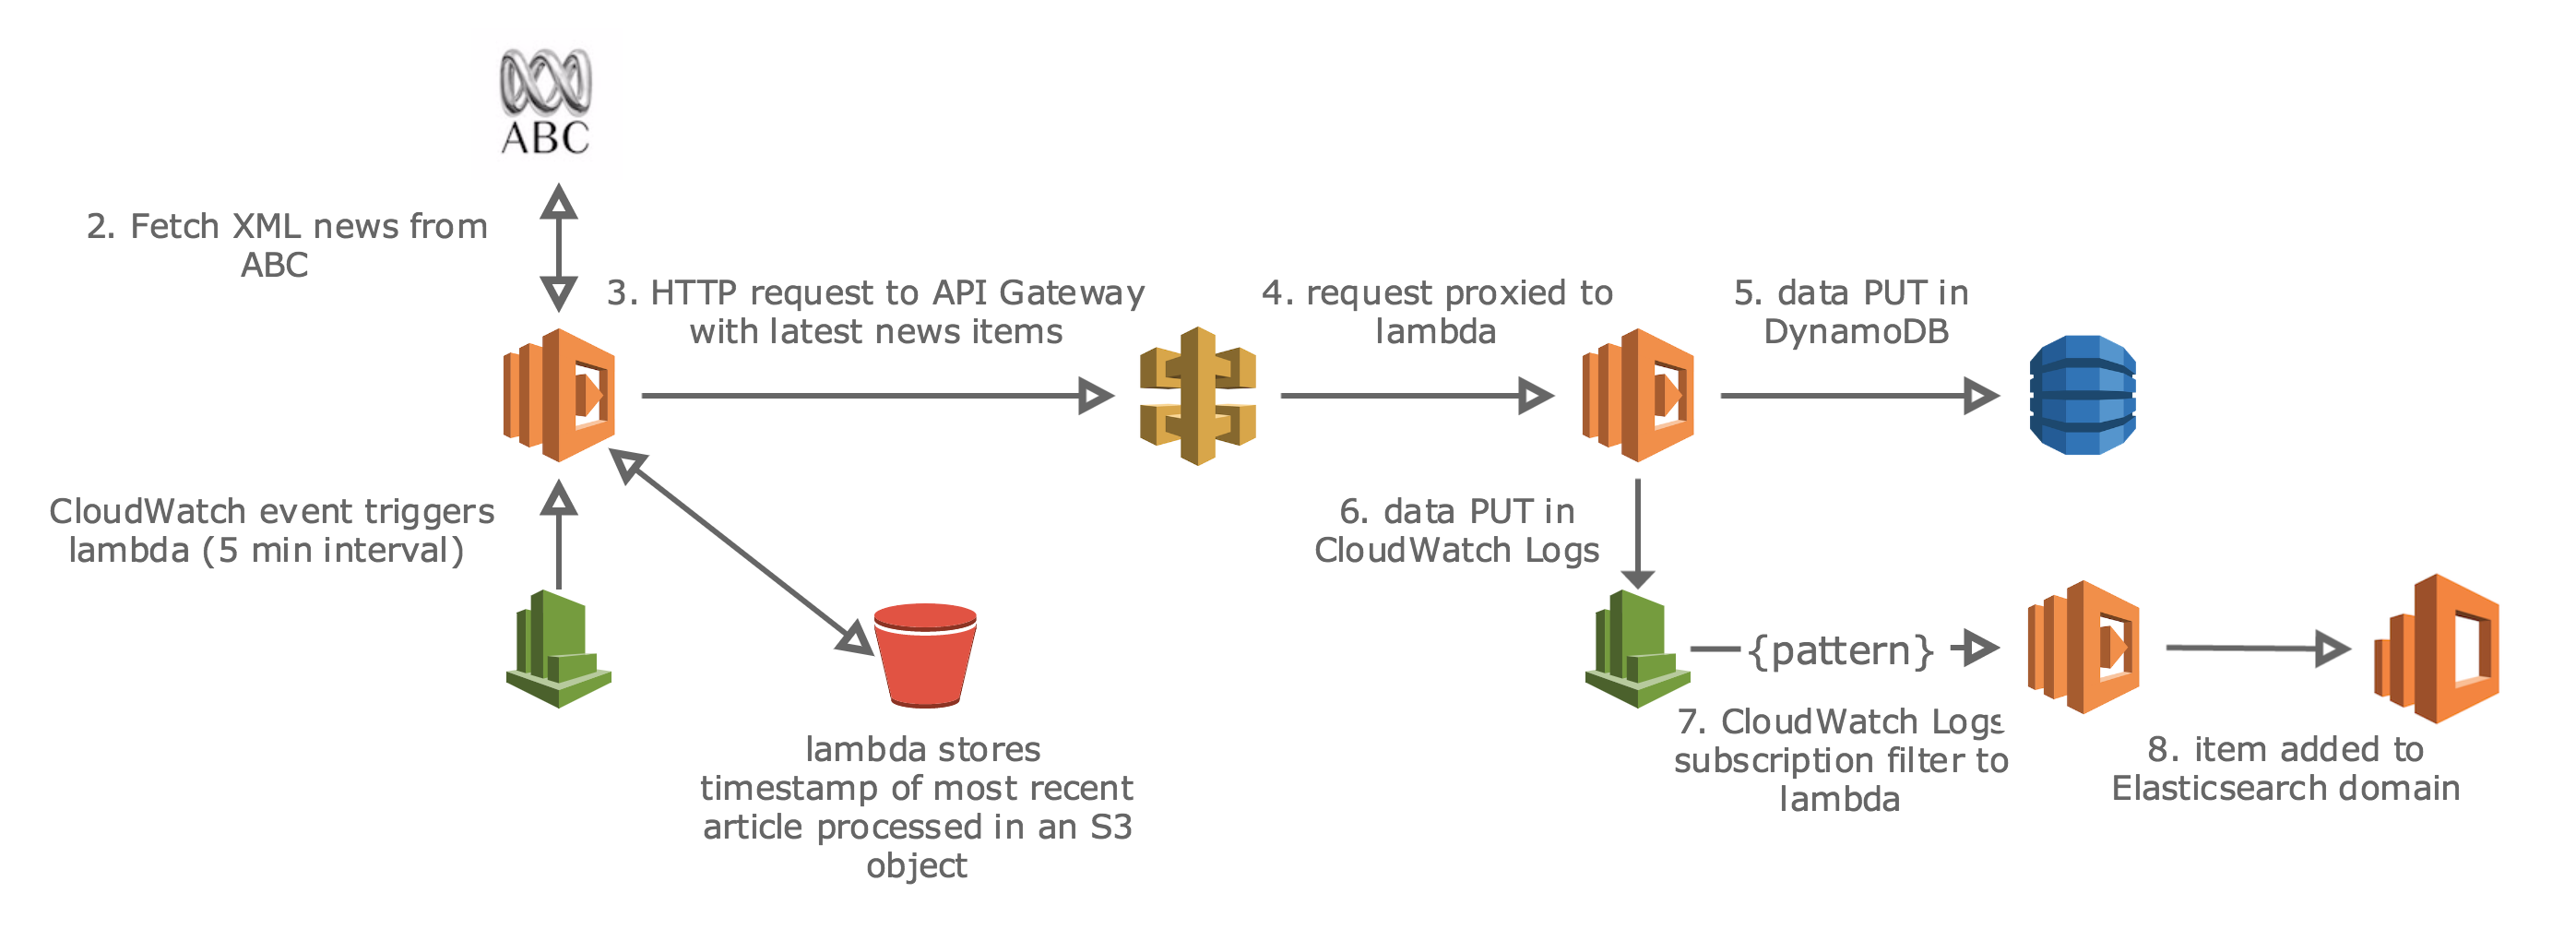 ABC
2. Fetch XML news from
ABC
3. HTTP request to API Gateway
with latest news items
4. request proxied to
lambda
5. data PUT in
DynamoDB
CloudWatch event triggers
lambda (5 min interval)
6. data PUT in
CloudWatch Logs
{pattern}
7. CloudWatch Logs
subscription filter to
lambda
8. item added to
Elasticsearch domain
lambda stores
timestamp of most recent
article processed in an S3
object